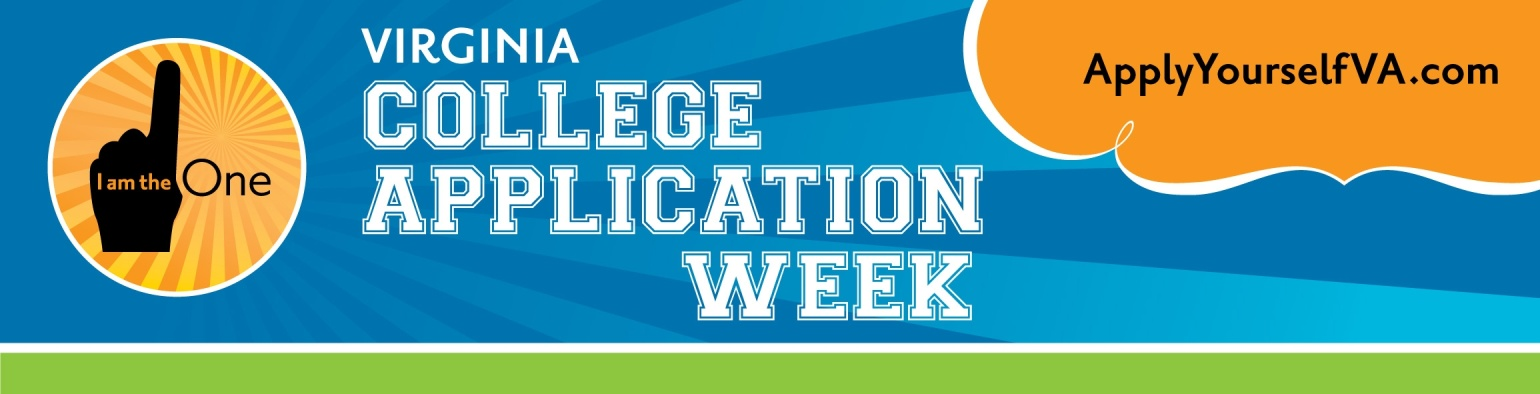 I am the One
VIRGINIA
COLLEGE
APPLICATION
WEEK
ApplyYourselfVA.com